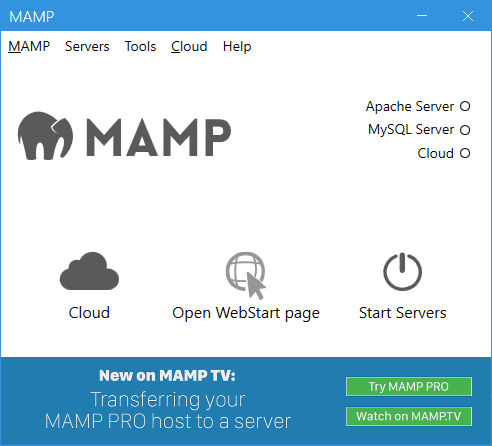 MAMP
MAMP Servers Tools Cloud Help
Apache Server
MySQL Server
Cloud
MAMP
Cloud
Open WebStart page
Start Servers
New on MAMP TV:
Transferring your
MAMP PRO host to a server
Try MAMP PRO
Watch on MAMP.TV